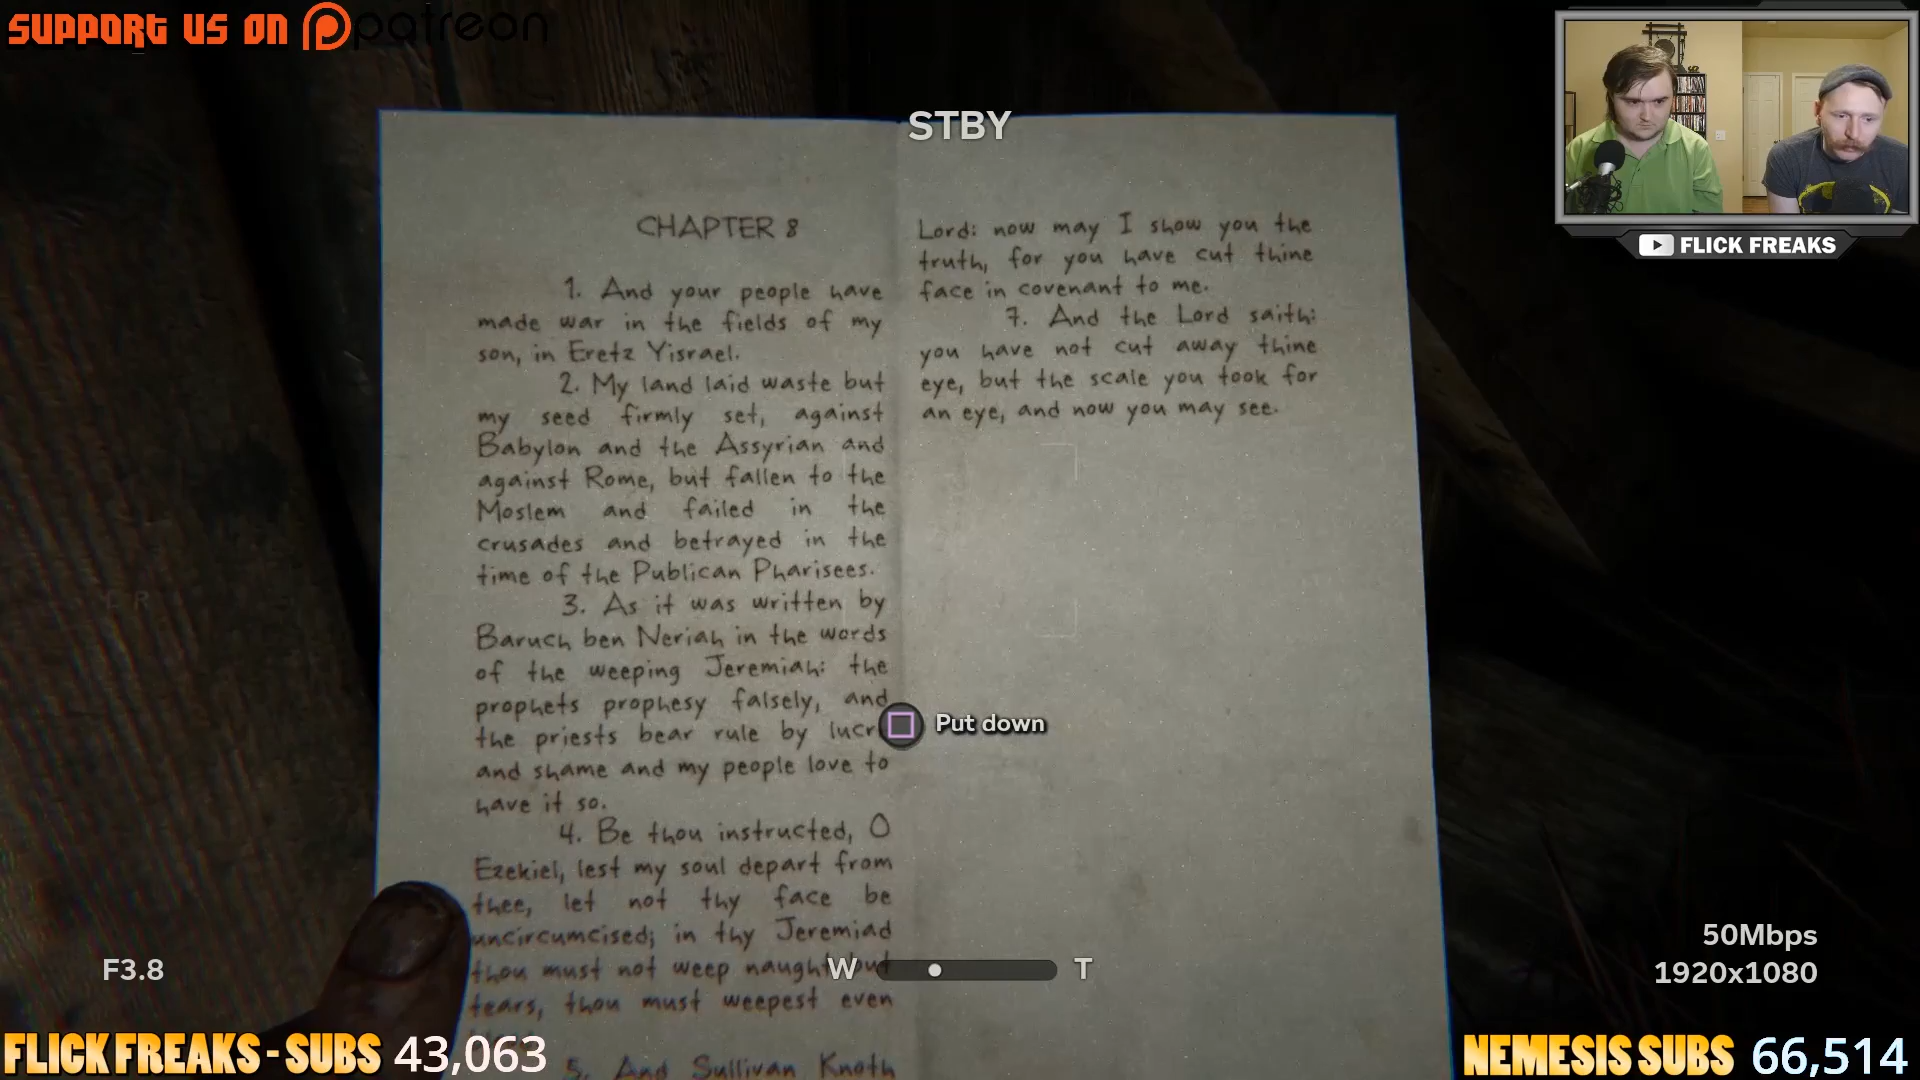 SUPPORT US ON patreon
STBY
FLICK FREAKS
CHAPTER 8
1. And your people have
made war in the fields of my
son, in Eretz Yisrael.
2. My land laid waste but
my seed firmly set, against
Babylon and the Assyrian and
against Rome, but fallen to the
Moslem and failed in the
crusades and betrayed in the
time of the Publican Pharisees.
3. As it was written by
Baruch ben Neriah in the words
of the weeping Jeremiah: the
prophets prophesy falsely, and
the priests bear rule by lucr
and shame and my people love to
have it so.
4. Be thou instructed, O
Ezekiel, lest my soul depart from
thee, let not thy face be
uncircumcised; in thy Jeremiad
thou must not weep naught but
tears, thou must weepest even
5. And Sullivan Knoth
Lord: now may I show you the
truth, for you have cut thine
face in covenant to me.
7. And the Lord saith:
you have not cut away thine
eye, but the scale you took for
an eye, and now you may see.
Put down
F3.8
W T
50Mbps
1920x1080
FLICK FREAKS - SUBS 43,063
NEMESIS SUBS 66,514